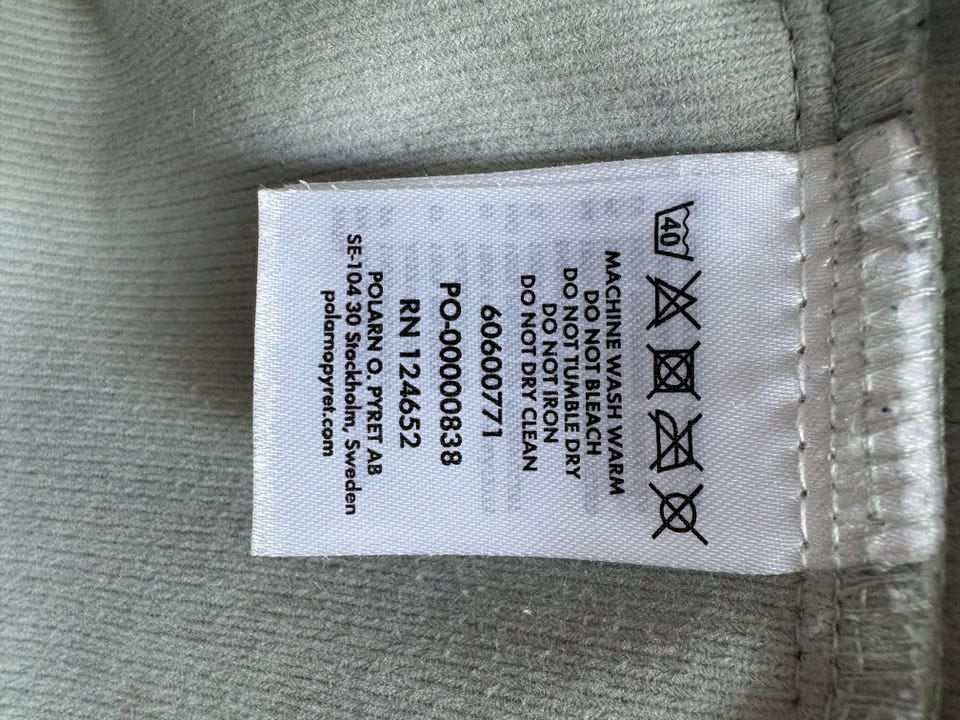 40
MACHINE WASH WARM
DO NOT BLEACH
DO NOT TUMBLE DRY
DO NOT IRON
DO NOT DRY CLEAN
60600771
PO-00000838
RN 124652
POLARN O. PYRET AB
SE-104 30 Stockholm, Sweden
polarnopyret.com